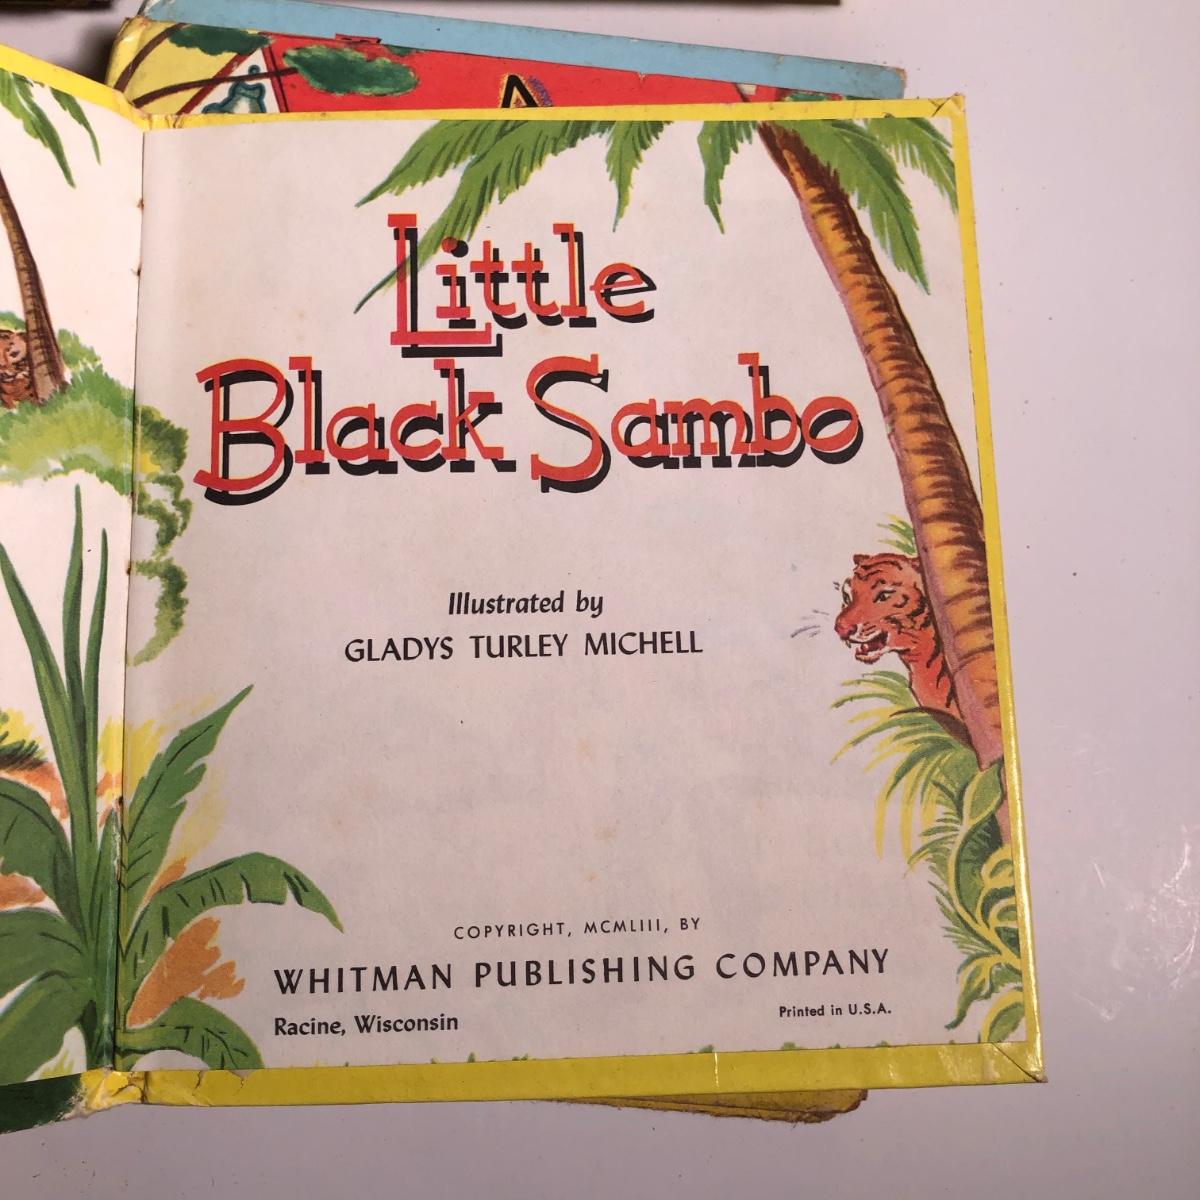 Little
Black Sambo
Illustrated by
GLADYS TURLEY MICHELL
COPYRIGHT, MCMLIII, BY
WHITMAN PUBLISHING COMPANY
Racine, Wisconsin
Printed in U.S.A.